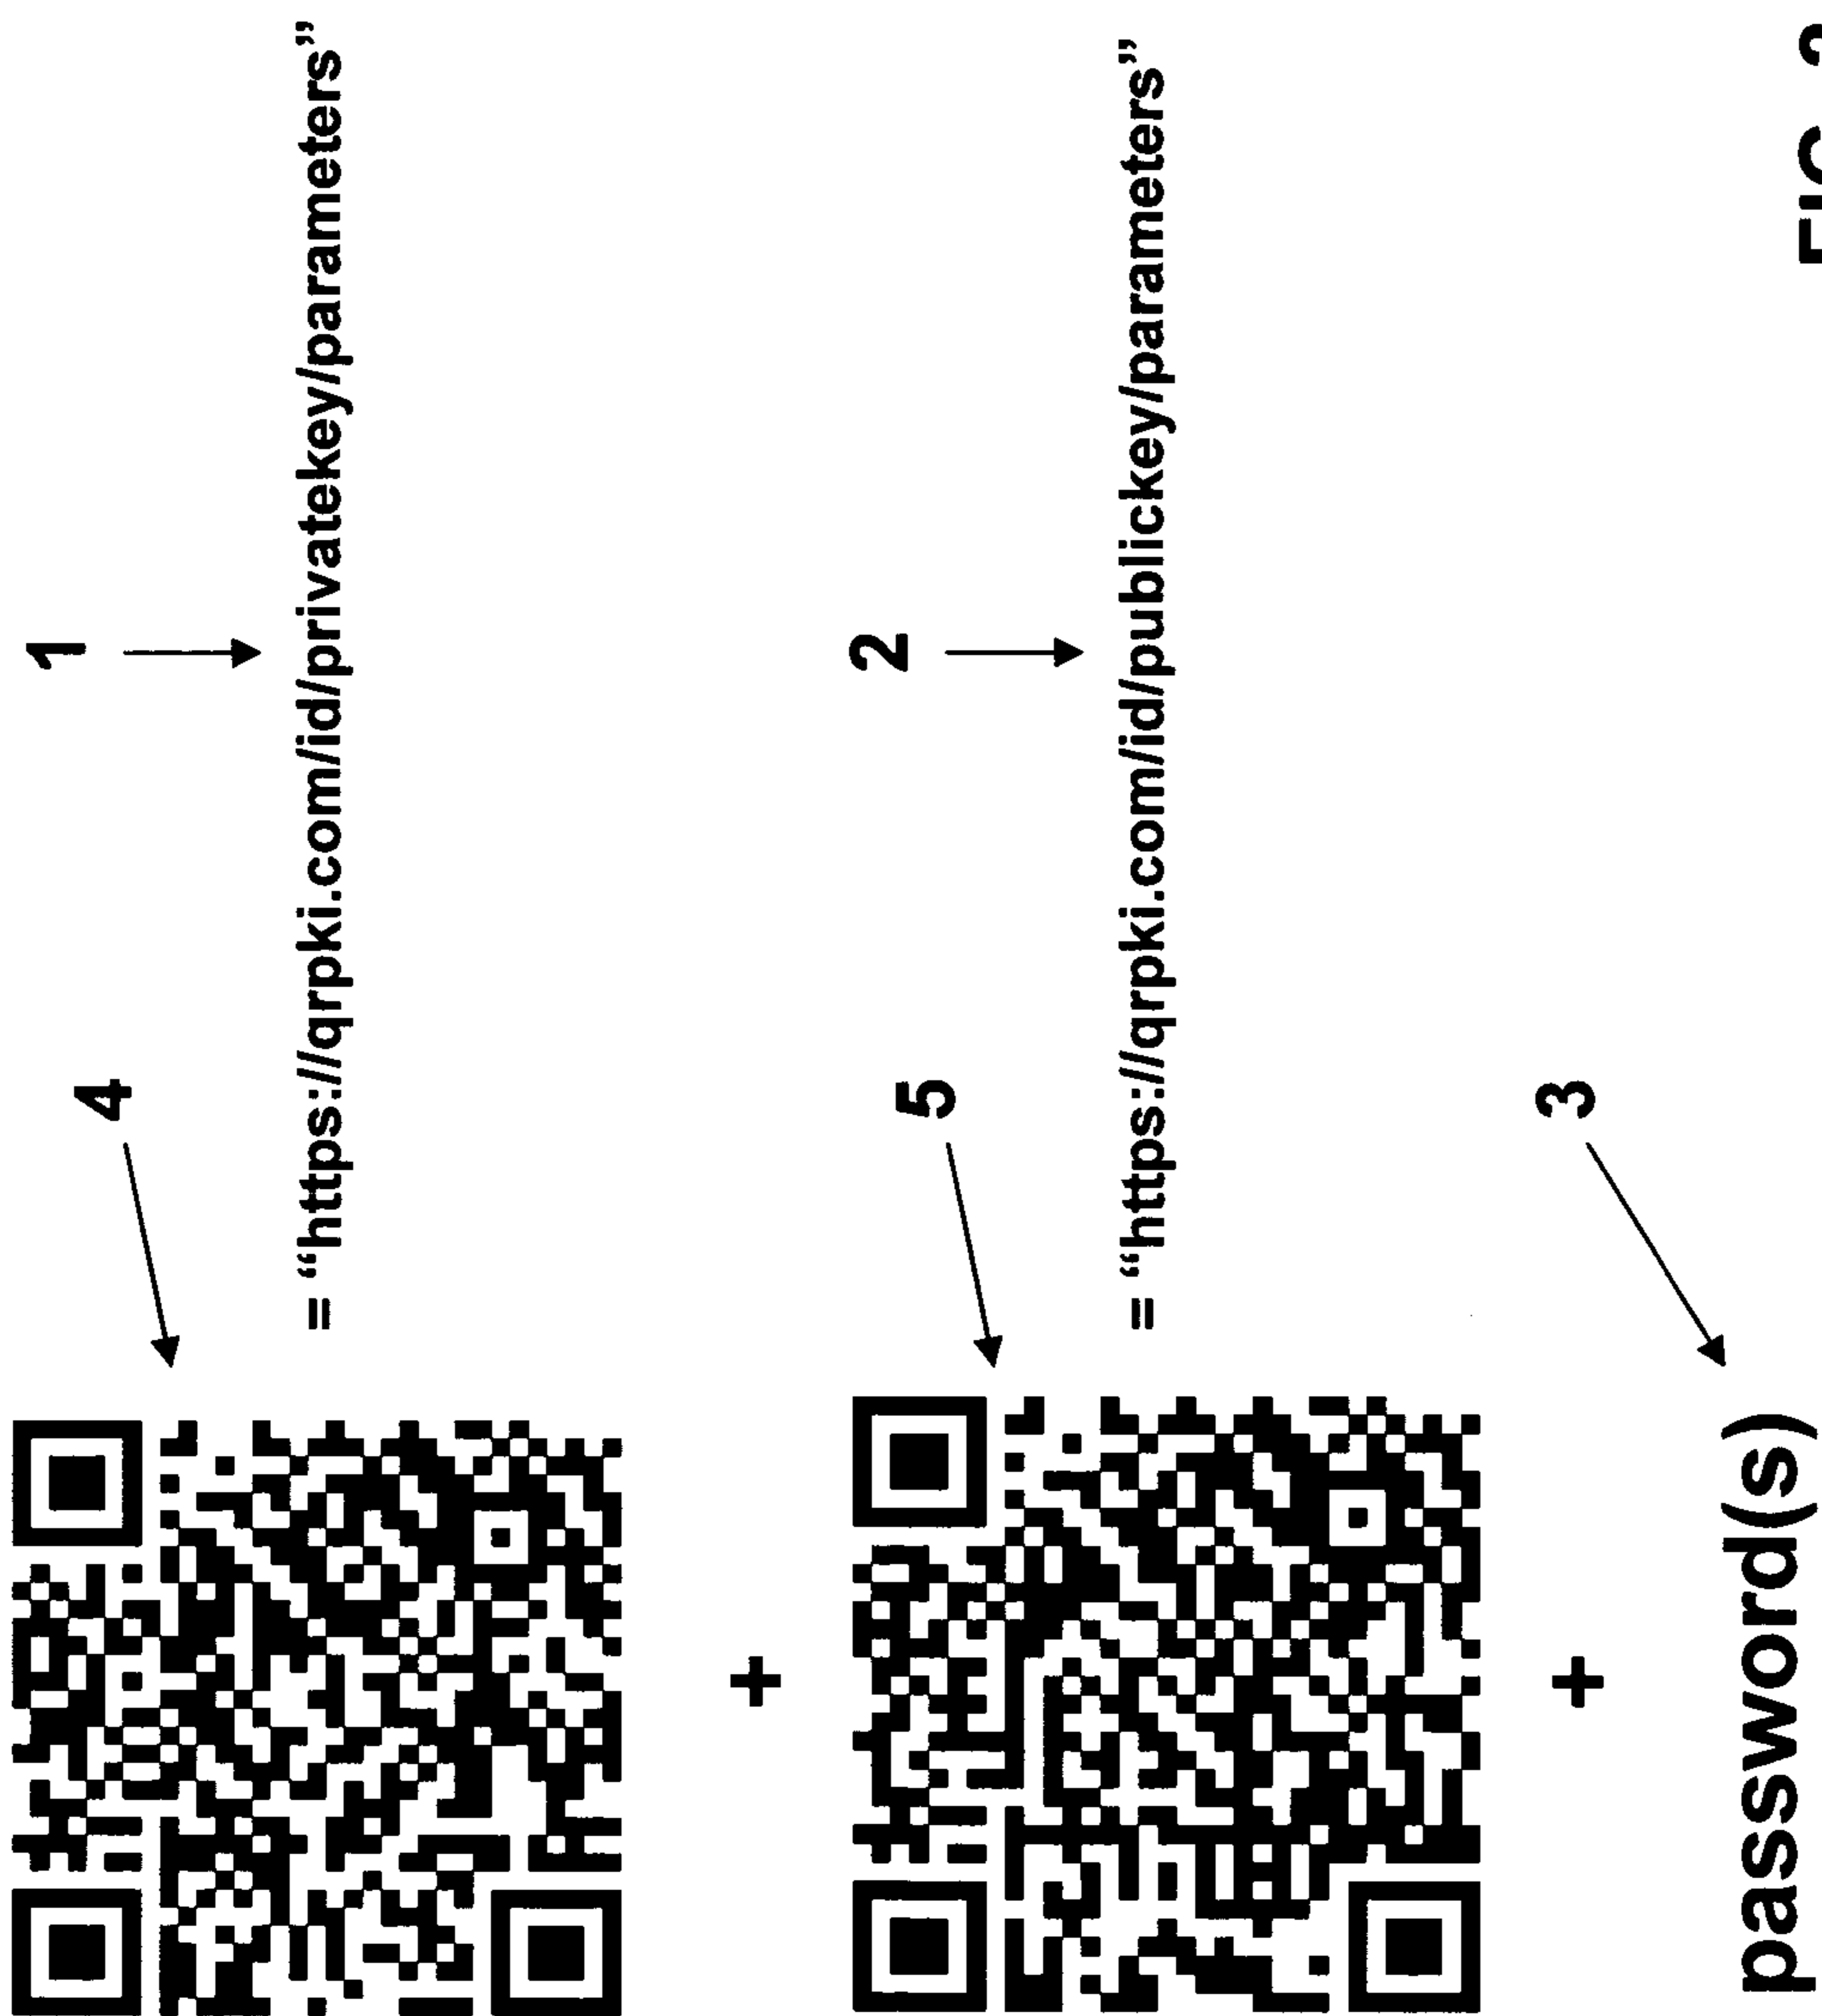 1
4
= “https://qrpki.com/id/privatekey/parameters”
+
2
5
= “https://qrpki.com/id/publickey/parameters”
+
3
password(s)